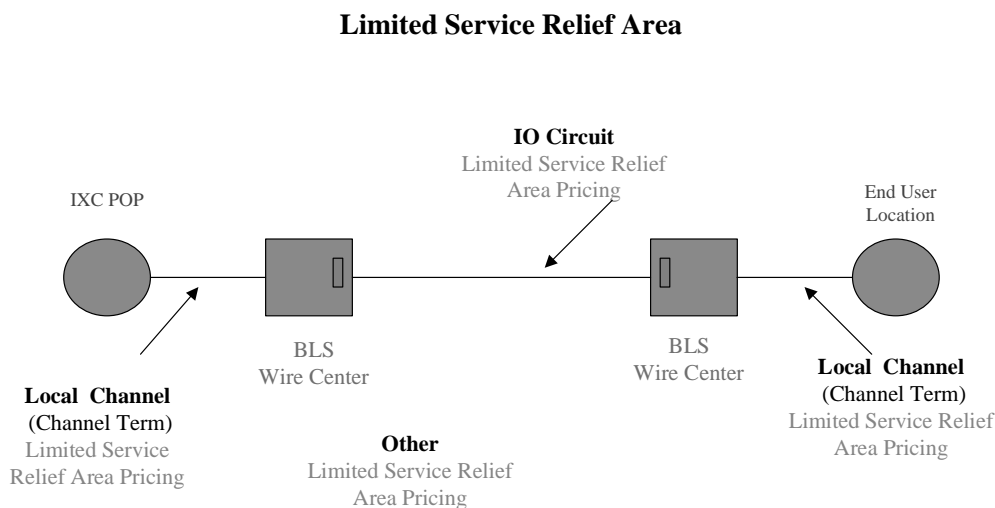 Limited Service Relief Area
IO Circuit
Limited Service Relief
Area Pricing
IXC POP
End User
Location
BLS
Wire Center
BLS
Wire Center
Local Channel
(Channel Term)
Limited Service
Relief Area Pricing
Local Channel
(Channel Term)
Limited Service Relief
Area Pricing
Other
Limited Service Relief
Area Pricing